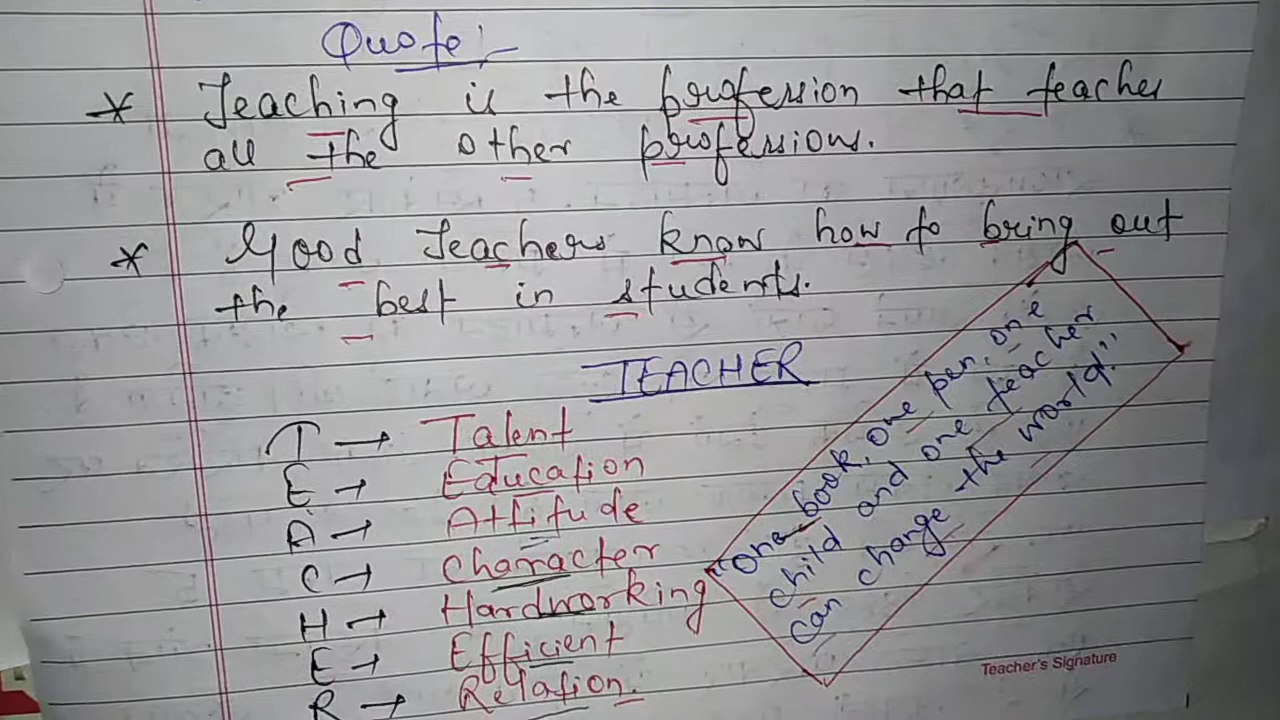 Quote:-
* Teaching is the profession that teaches
all the other professions.
* Good Teachers know how to bring out
the best in students.
TEACHER
T → Talent
E → Education
A → Attitude
C → Character
H → Hardworking
E → Efficient
R → Relation.
"One book, one pen, one
child and one teacher
can change the world."
Teacher's Signature